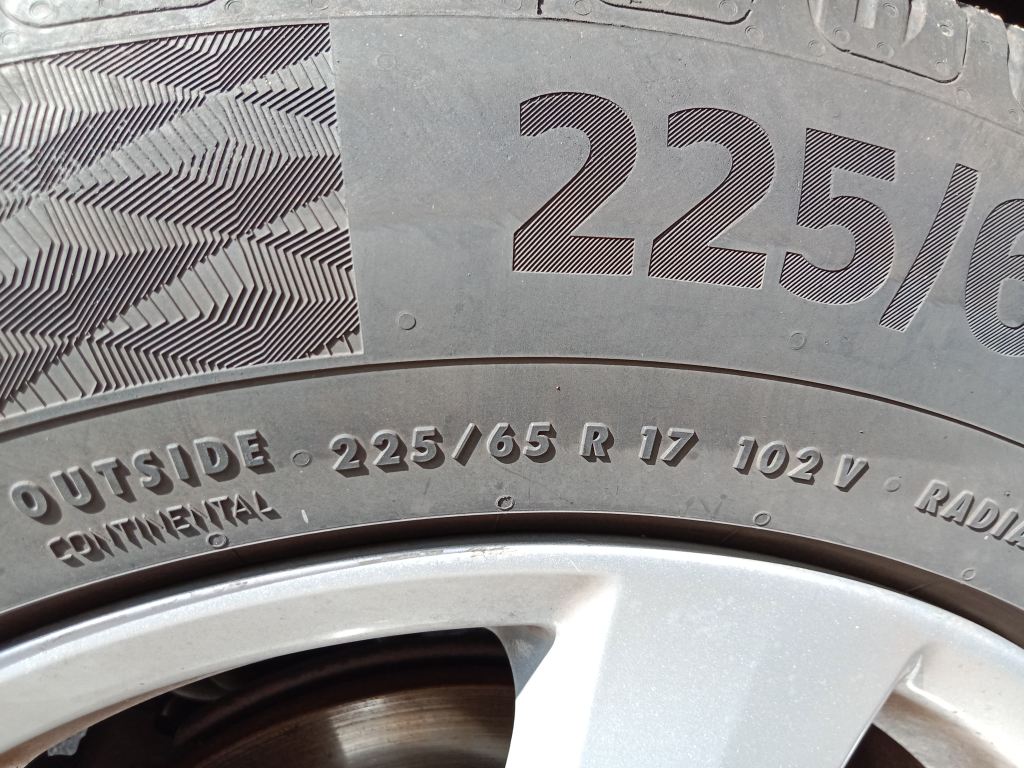 225/6
OUTSIDE 225/65 R 17 102 V RADIA
CONTINENTAL